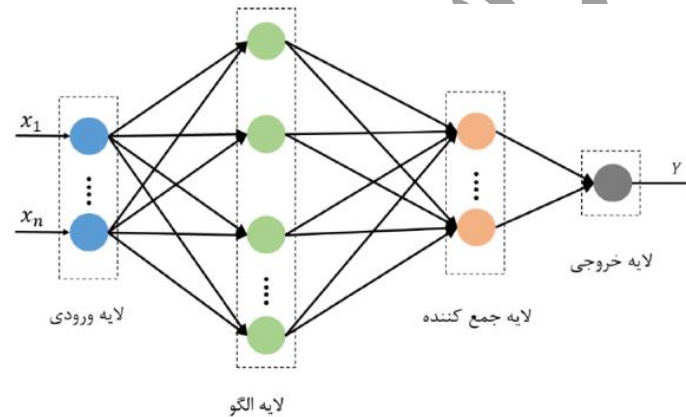 x₁
xₙ
Y
لایه ورودی
لایه الگو
لایه جمع کننده
لایه خروجی